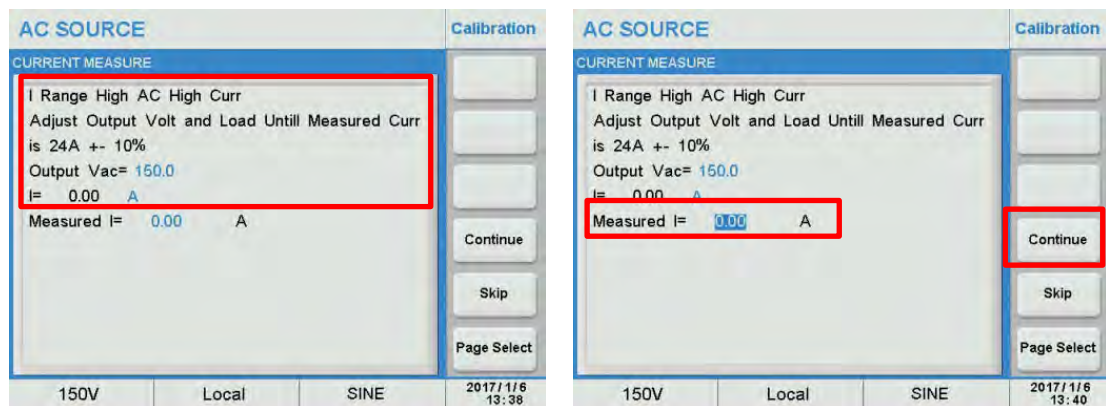 AC SOURCE
Calibration
CURRENT MEASURE
I Range High AC High Curr
Adjust Output Volt and Load Untill Measured Curr
is 24A +- 10%
Output Vac= 150.0
I= 0.00 A
Measured I= 0.00 A
Continue
Skip
Page Select
150V Local SINE 2017/1/6
13:38
AC SOURCE
Calibration
CURRENT MEASURE
I Range High AC High Curr
Adjust Output Volt and Load Untill Measured Curr
is 24A +- 10%
Output Vac= 150.0
I= 0.00 A
Measured I= 0.00 A
Continue
Skip
Page Select
150V Local SINE 2017/1/6
13:40